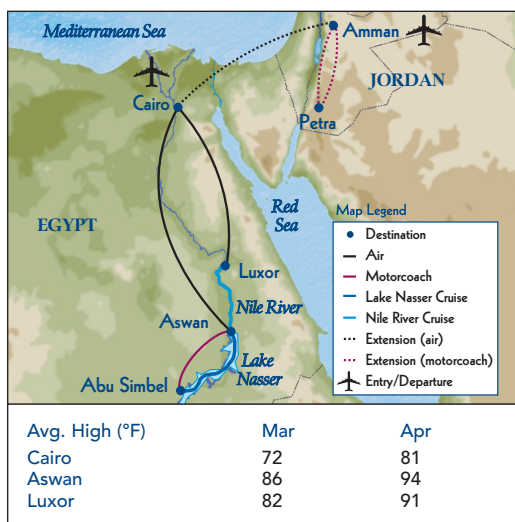 Mediterranean Sea
Amman
JORDAN
Cairo
Petra
Red
Sea
EGYPT
Luxor
Nile River
Aswan
Lake
Nasser
Abu Simbel
Map Legend
Destination
Air
Motorcoach
Lake Nasser Cruise
Nile River Cruise
Extension (air)
Extension (motorcoach)
Entry/Departure
Avg. High (°F) Mar Apr
Cairo 72 81
Aswan 86 94
Luxor 82 91